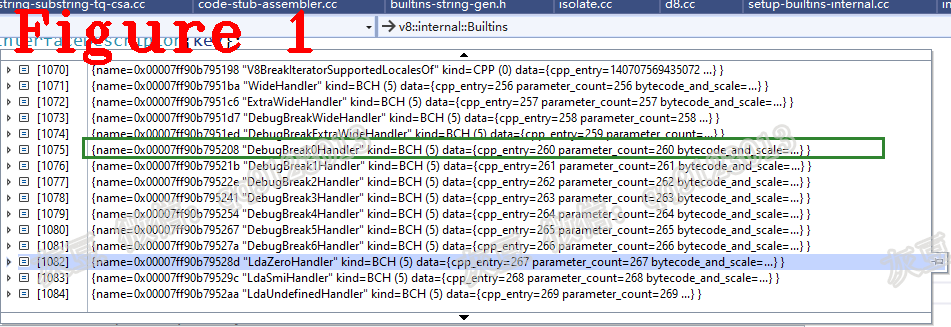 string-substring-tq-csa.cc code-stub-assembler.cc builtins-string-gen.h isolate.cc d8.cc setup-builtins-internal.cc
Figure 1
v8::internal::Builtins
[1070] {name=0x00007ff90b795198 "V8BreakIteratorSupportedLocalesOf" kind=CPP (0) data={cpp_entry=140707569435072 ...} }
[1071] {name=0x00007ff90b7951ba "WideHandler" kind=BCH (5) data={cpp_entry=256 parameter_count=256 bytecode_and_scale=...} }
[1072] {name=0x00007ff90b7951c6 "ExtraWideHandler" kind=BCH (5) data={cpp_entry=257 parameter_count=257 bytecode_and_scale=...} }
[1073] {name=0x00007ff90b7951d7 "DebugBreakWideHandler" kind=BCH (5) data={cpp_entry=258 parameter_count=258 ...} }
[1074] {name=0x00007ff90b7951ed "DebugBreakExtraWideHandler" kind=BCH (5) data={cpp_entry=259 parameter_count=...} }
[1075] {name=0x00007ff90b795208 "DebugBreak0Handler" kind=BCH (5) data={cpp_entry=260 parameter_count=260 bytecode_and_scale=...} }
[1076] {name=0x00007ff90b79521b "DebugBreak1Handler" kind=BCH (5) data={cpp_entry=261 parameter_count=261 bytecode_and_scale=...} }
[1077] {name=0x00007ff90b79522e "DebugBreak2Handler" kind=BCH (5) data={cpp_entry=262 parameter_count=262 bytecode_and_scale=...} }
[1078] {name=0x00007ff90b795241 "DebugBreak3Handler" kind=BCH (5) data={cpp_entry=263 parameter_count=263 bytecode_and_scale=...} }
[1079] {name=0x00007ff90b795254 "DebugBreak4Handler" kind=BCH (5) data={cpp_entry=264 parameter_count=264 bytecode_and_scale=...} }
[1080] {name=0x00007ff90b795267 "DebugBreak5Handler" kind=BCH (5) data={cpp_entry=265 parameter_count=265 bytecode_and_scale=...} }
[1081] {name=0x00007ff90b79527a "DebugBreak6Handler" kind=BCH (5) data={cpp_entry=266 parameter_count=266 bytecode_and_scale=...} }
[1082] {name=0x00007ff90b79528d "LdaZeroHandler" kind=BCH (5) data={cpp_entry=267 parameter_count=267 bytecode_and_scale=...} }
[1083] {name=0x00007ff90b79529c "LdaSmiHandler" kind=BCH (5) data={cpp_entry=268 parameter_count=268 bytecode_and_scale=...} }
[1084] {name=0x00007ff90b7952aa "LdaUndefinedHandler" kind=BCH (5) data={cpp_entry=269 parameter_count=269 ...} }